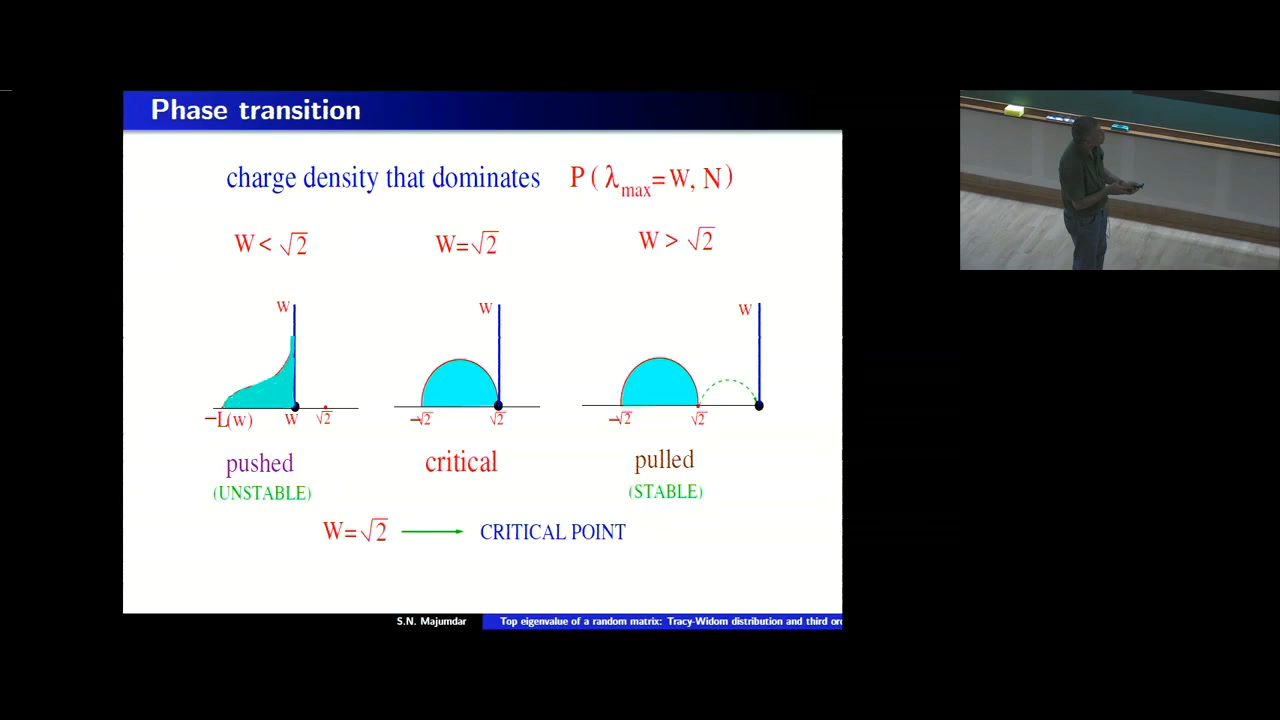 Phase transition
charge density that dominates P ( λmax = W, N )
W < √2 W = √2 W > √2
W W W
−L(w) W √2 −√2 √2 −√2 √2
pushed critical pulled
(UNSTABLE) (STABLE)
W = √2 → CRITICAL POINT
S.N. Majumdar Top eigenvalue of a random matrix: Tracy-Widom distribution and third